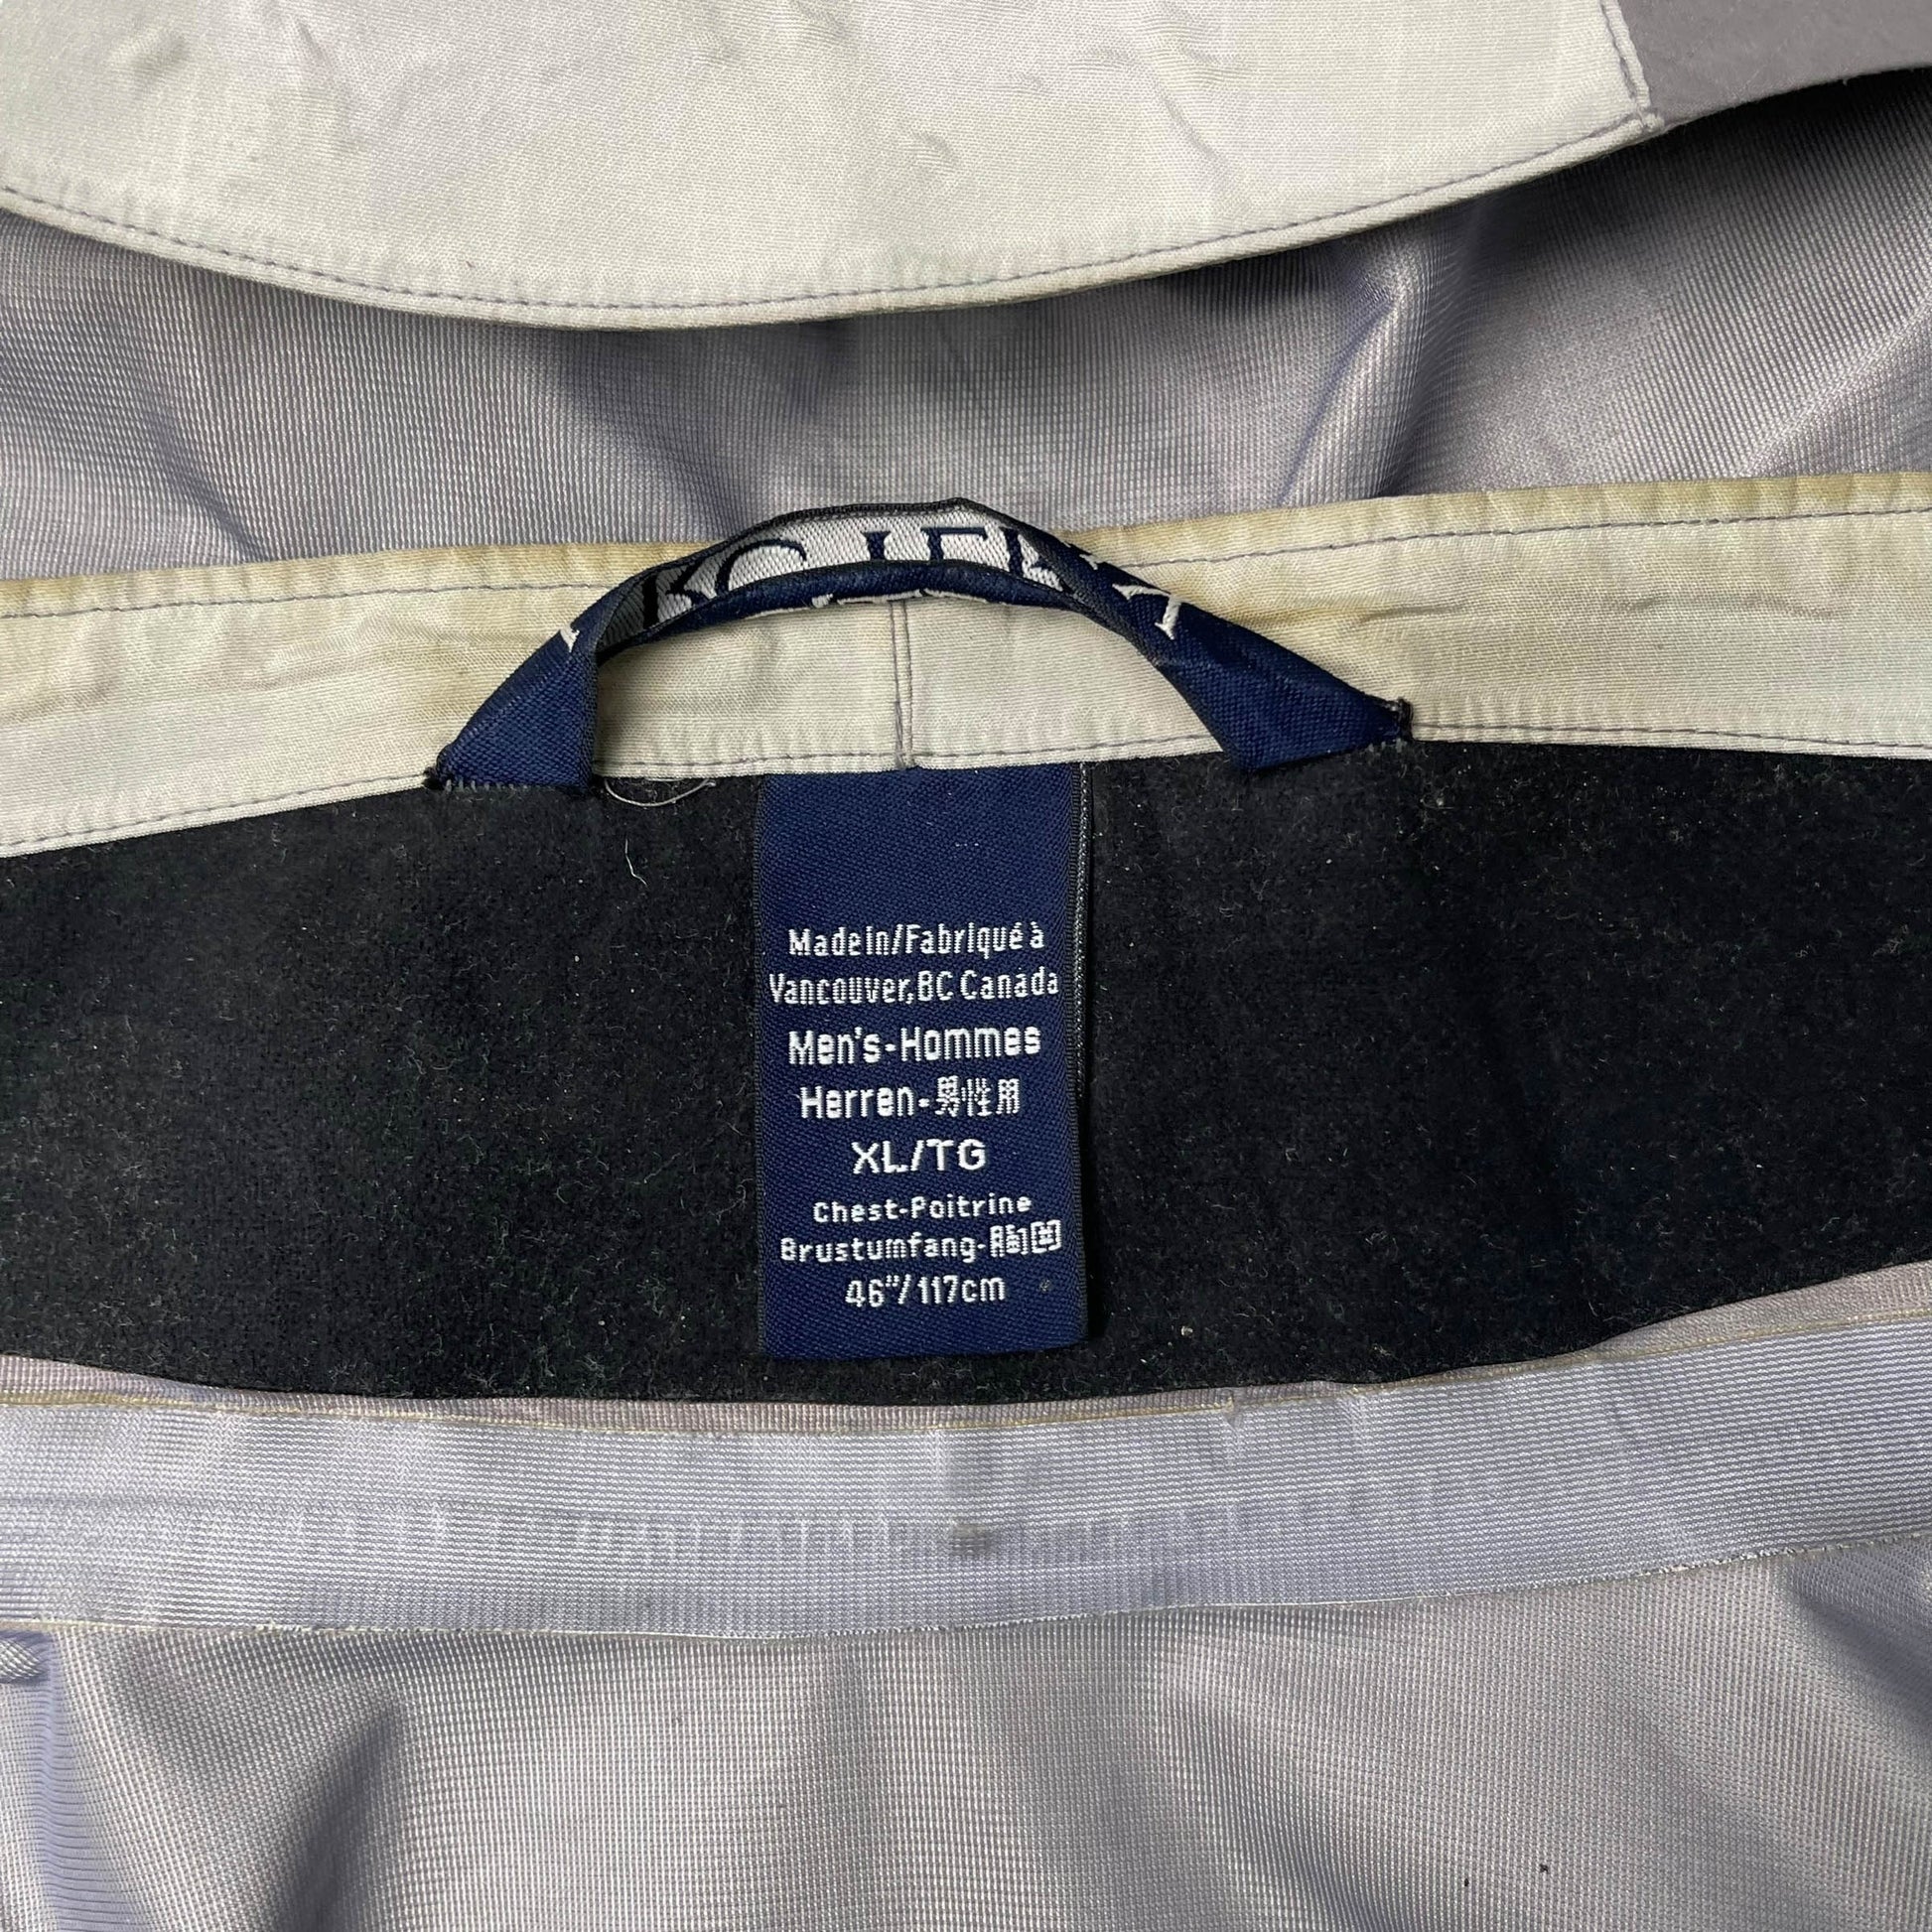 Made in/Fabriqué à
Vancouver,BC Canada
Men's-Hommes
Herren-男性用
XL/TG
Chest-Poitrine
Brustumfang-胸囲
46"/117cm